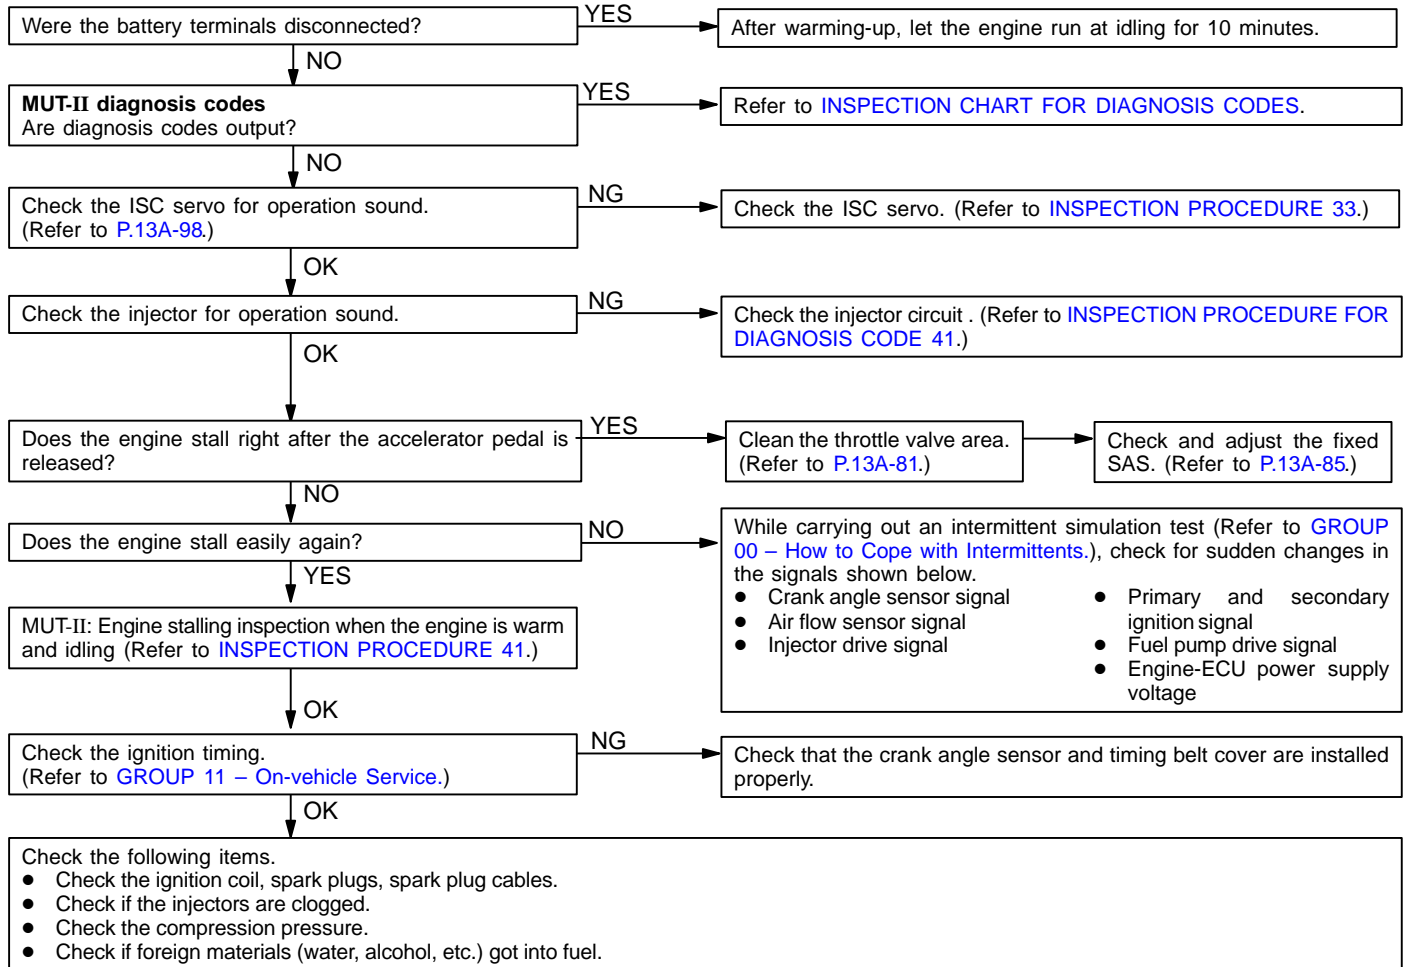 Were the battery terminals disconnected?
YES
After warming-up, let the engine run at idling for 10 minutes.
NO
MUT-II diagnosis codes
Are diagnosis codes output?
YES
Refer to INSPECTION CHART FOR DIAGNOSIS CODES.
NO
Check the ISC servo for operation sound.
(Refer to P.13A-98.)
NG
Check the ISC servo. (Refer to INSPECTION PROCEDURE 33.)
OK
Check the injector for operation sound.
NG
Check the injector circuit . (Refer to INSPECTION PROCEDURE FOR
DIAGNOSIS CODE 41.)
OK
Does the engine stall right after the accelerator pedal is
released?
YES
Clean the throttle valve area.
(Refer to P.13A-81.)
Check and adjust the fixed
SAS. (Refer to P.13A-85.)
NO
Does the engine stall easily again?
NO
While carrying out an intermittent simulation test (Refer to GROUP
00 – How to Cope with Intermittents.), check for sudden changes in
the signals shown below.
● Crank angle sensor signal
● Air flow sensor signal
● Injector drive signal
● Primary and secondary
ignition signal
● Fuel pump drive signal
● Engine-ECU power supply
voltage
YES
MUT-II: Engine stalling inspection when the engine is warm
and idling (Refer to INSPECTION PROCEDURE 41.)
OK
Check the ignition timing.
(Refer to GROUP 11 – On-vehicle Service.)
NG
Check that the crank angle sensor and timing belt cover are installed
properly.
OK
Check the following items.
● Check the ignition coil, spark plugs, spark plug cables.
● Check if the injectors are clogged.
● Check the compression pressure.
● Check if foreign materials (water, alcohol, etc.) got into fuel.